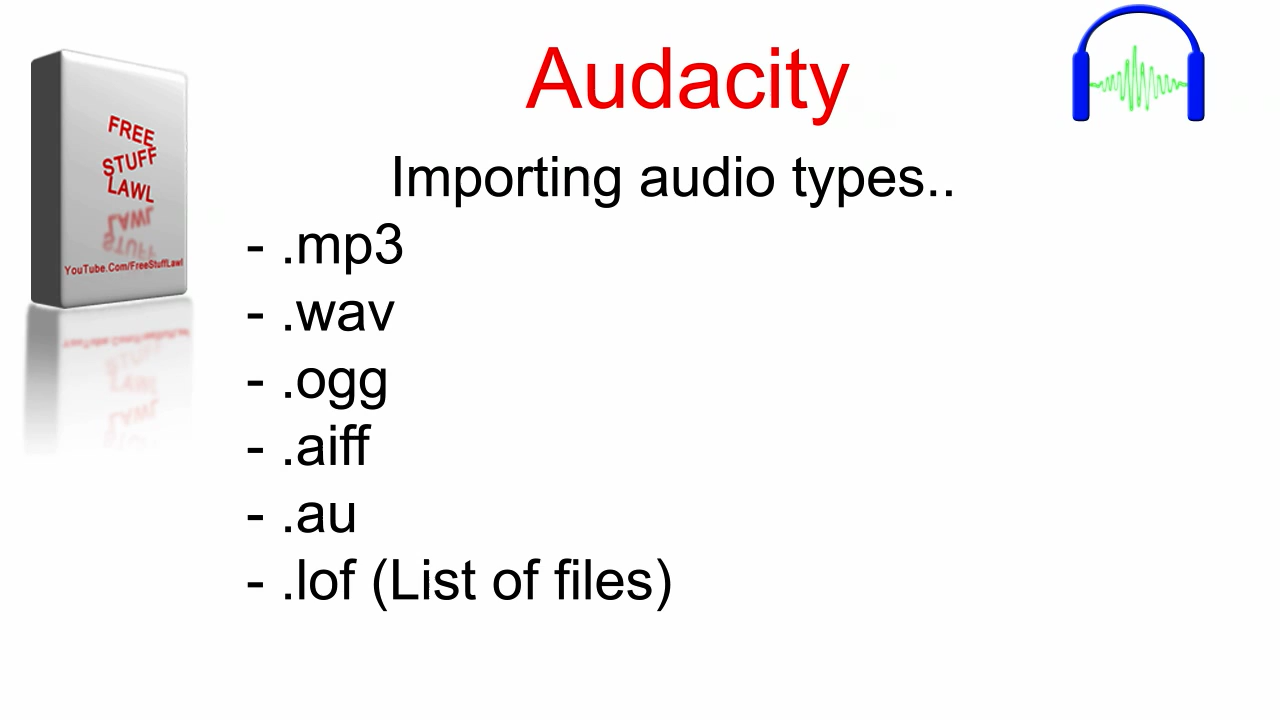 Audacity
Importing audio types..
- .mp3
- .wav
- .ogg
- .aiff
- .au
- .lof (List of files)
FREE
STUFF
LAWL
YouTube.Com/FreeStuffLawl